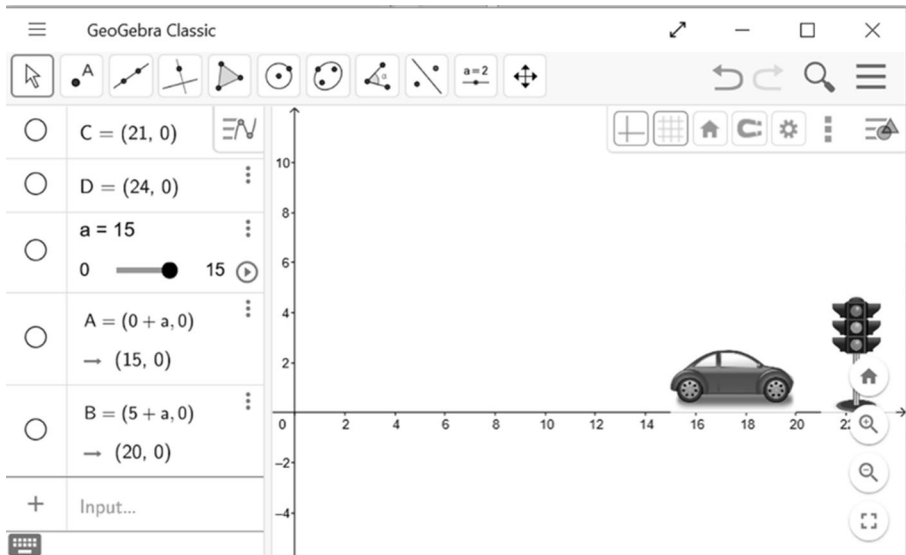 GeoGebra Classic
A
α
a=2
C = (21, 0)
D = (24, 0)
a = 15
0 15
A = (0 + a, 0)
→ (15, 0)
B = (5 + a, 0)
→ (20, 0)
+ Input...
10
8
6
4
2
0 2 4 6 8 10 12 14 16 18 20
−2
−4